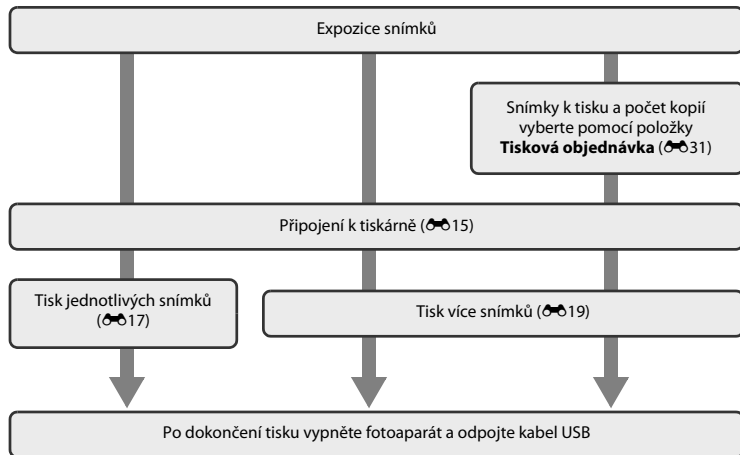 Expozice snímků
Snímky k tisku a počet kopií
vyberte pomocí položky
Tisková objednávka (31)
Připojení k tiskárně (15)
Tisk jednotlivých snímků
(17)
Tisk více snímků (19)
Po dokončení tisku vypněte fotoaparát a odpojte kabel USB